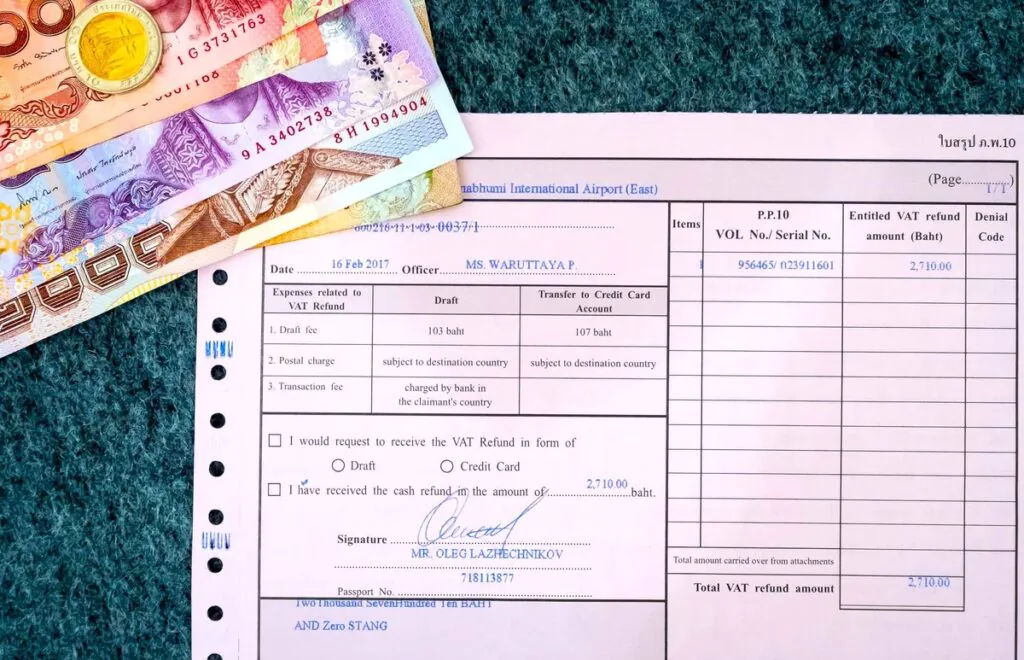 1 G 3731763
9 A 3402738
8 H 1994904
1000
ใบสรุป ภ.พ.10
nabhumi International Airport (East)
(Page..............)
1/1
600216-11-1-03- 0037/1
Date 16 Feb 2017 Officer MS. WARUTTAYA P.
Expenses related to VAT Refund Draft Transfer to Credit Card Account
1. Draft fee 103 baht 107 baht
2. Postal charge subject to destination country subject to destination country
3. Transaction fee charged by bank in the claimant's country
I would request to receive the VAT Refund in form of
Draft Credit Card
I have received the cash refund in the amount of 2,710.00 baht.
Signature
MR. OLEG LAZHECHNIKOV
718113877
Passport No.
Two Thousand SevenHundred Ten BAHT
AND Zero STANG
Items P.P.10 VOL No./ Serial No. Entitled VAT refund amount (Baht) Denial Code
1 956465/ 023911601 2,710.00
Total amount carried over from attachments
Total VAT refund amount 2,710.00